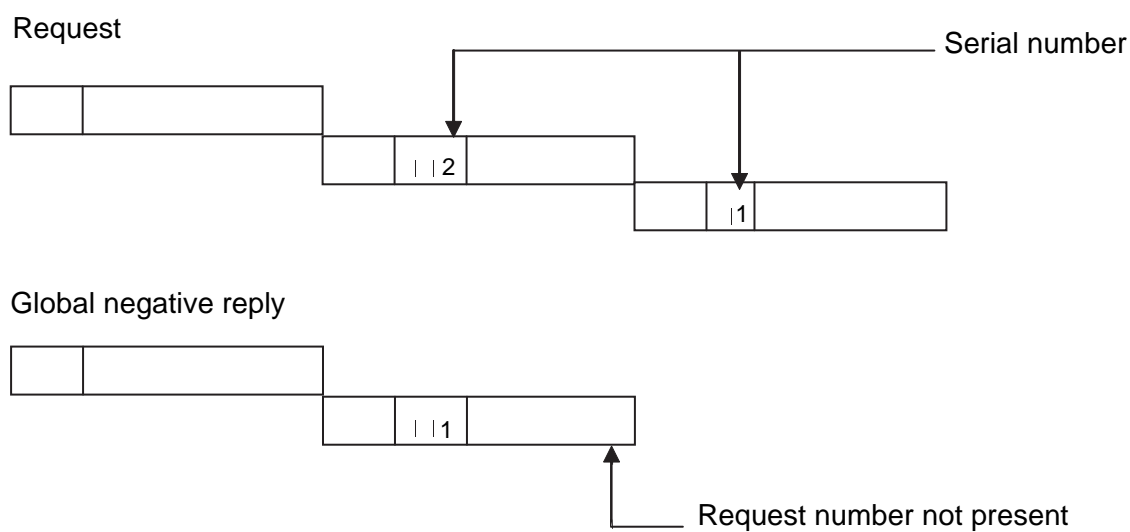 Request
Serial number
2
1
Global negative reply
1
Request number not present